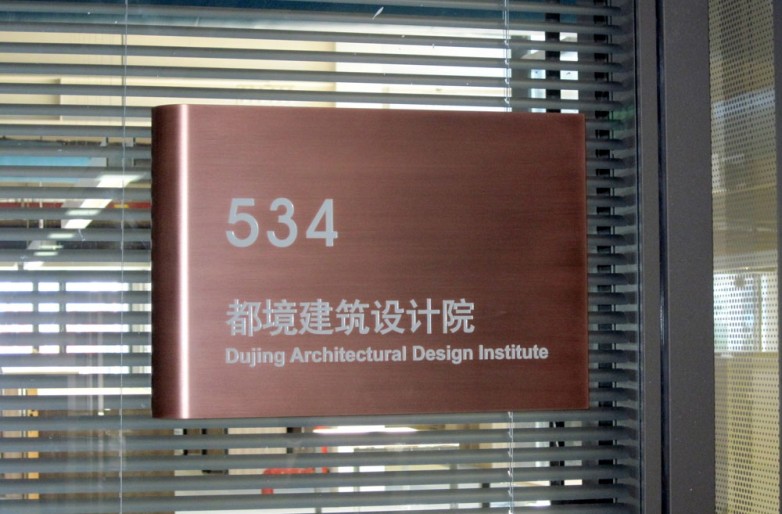 534
都境建筑设计院
Dujing Architectural Design Institute